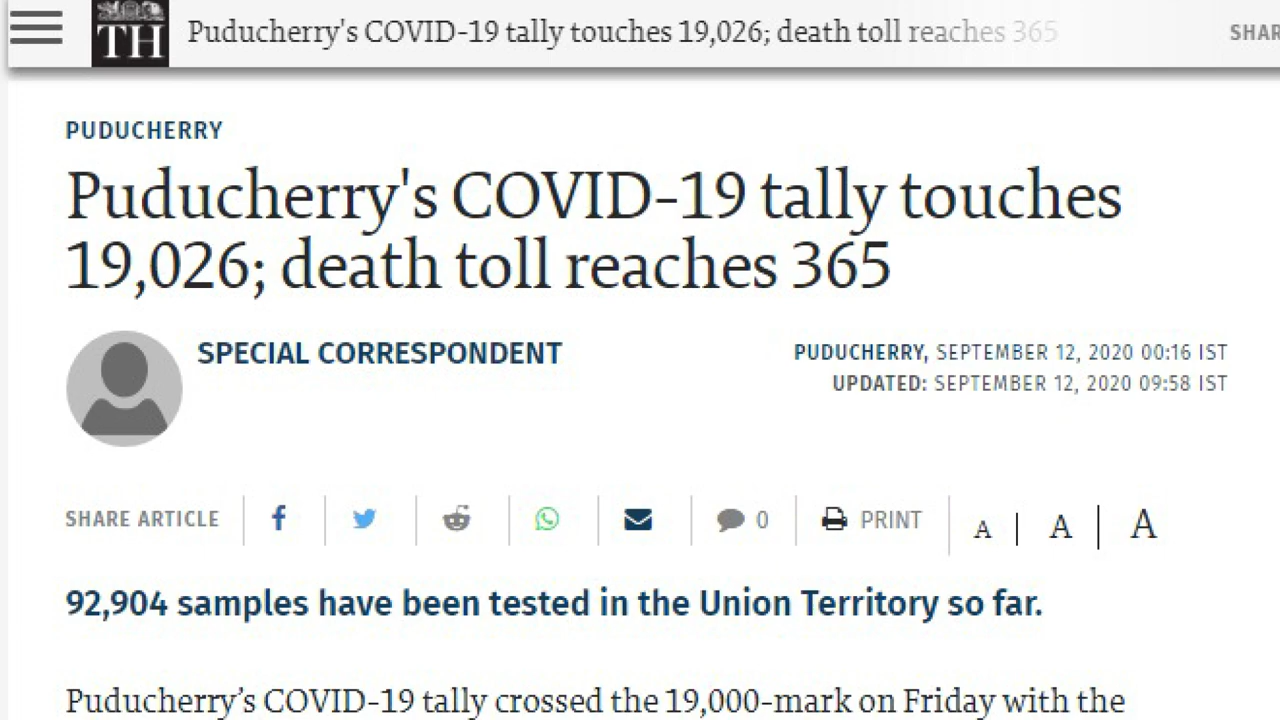 TH Puducherry's COVID-19 tally touches 19,026; death toll reaches 365 SHAR
PUDUCHERRY
Puducherry's COVID-19 tally touches
19,026; death toll reaches 365
SPECIAL CORRESPONDENT
PUDUCHERRY, SEPTEMBER 12, 2020 00:16 IST
UPDATED: SEPTEMBER 12, 2020 09:58 IST
SHARE ARTICLE 0 PRINT A | A | A
92,904 samples have been tested in the Union Territory so far.
Puducherry’s COVID-19 tally crossed the 19,000-mark on Friday with the